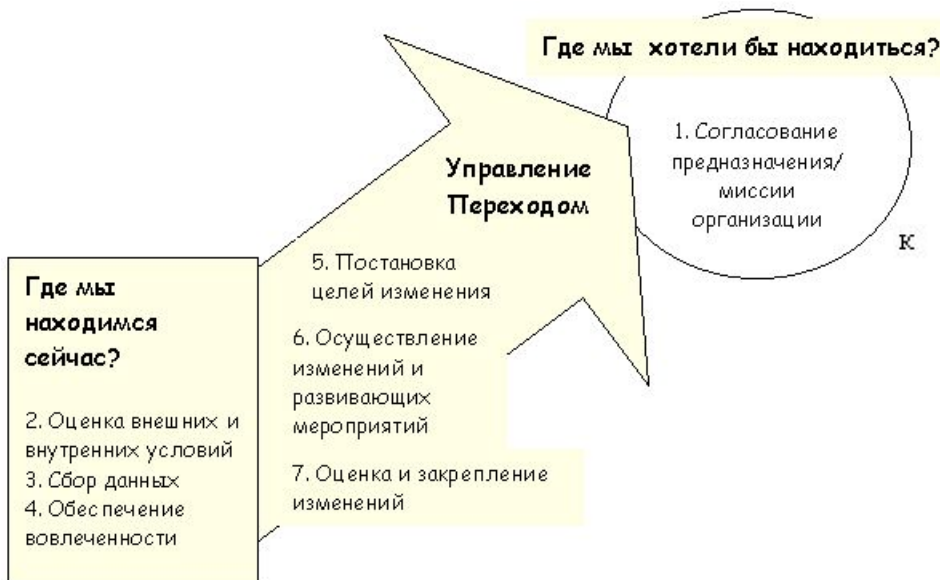 Где мы хотели бы находиться?
1. Согласование
предназначения/
миссии
организации
К
Управление
Переходом
5. Постановка
целей изменения
6. Осуществление
изменений и
развивающих
мероприятий
7. Оценка и закрепление
изменений
Где мы
находимся
сейчас?
2. Оценка внешних и
внутренних условий
3. Сбор данных
4. Обеспечение
вовлеченности